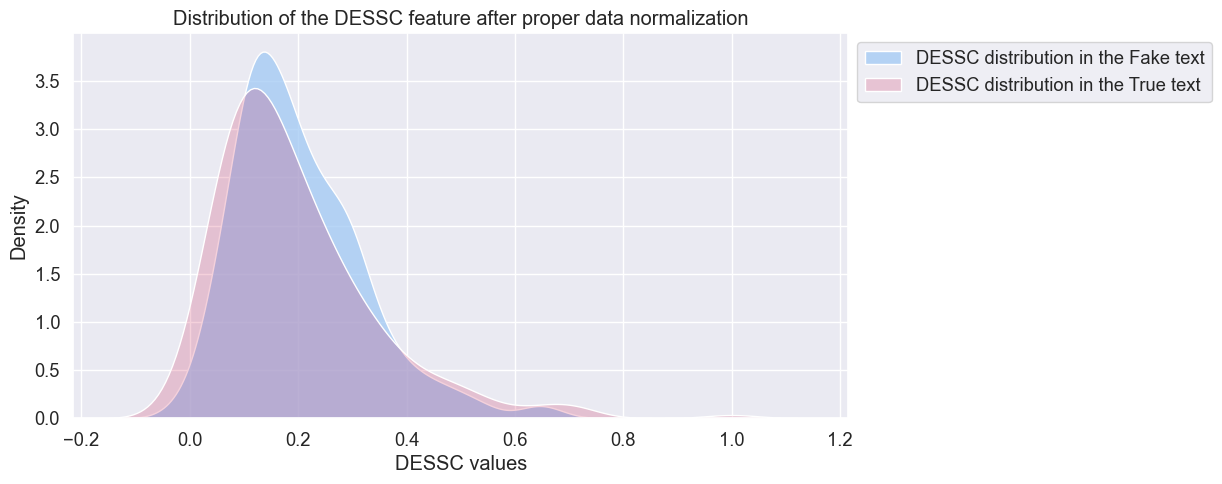 Distribution of the DESSC feature after proper data normalization
DESSC distribution in the Fake text
DESSC distribution in the True text
Density
3.5
3.0
2.5
2.0
1.5
1.0
0.5
0.0
−0.2 0.0 0.2 0.4 0.6 0.8 1.0 1.2
DESSC values